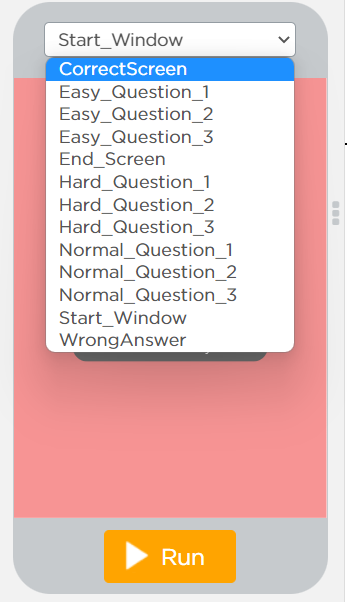 Start_Window
CorrectScreen
Easy_Question_1
Easy_Question_2
Easy_Question_3
End_Screen
Hard_Question_1
Hard_Question_2
Hard_Question_3
Normal_Question_1
Normal_Question_2
Normal_Question_3
Start_Window
WrongAnswer
Run